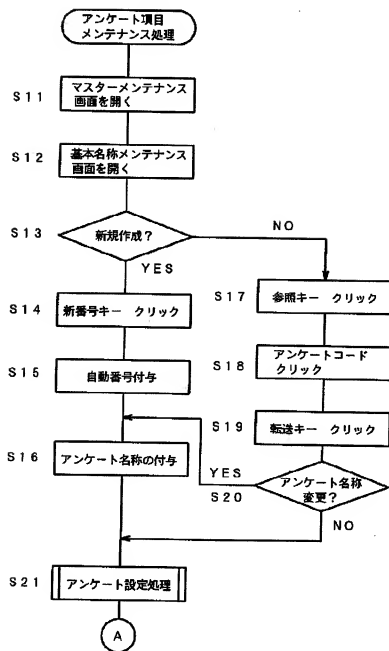 アンケート項目
メンテナンス処理
S11
マスターメンテナンス
画面を開く
S12
基本名称メンテナンス
画面を開く
S13
新規作成?
NO
YES
S14
新番号キー クリック
S15
自動番号付与
S16
アンケート名称の付与
S17
参照キー クリック
S18
アンケートコード
クリック
S19
転送キー クリック
YES
S20
アンケート名称
変更?
NO
S21
アンケート設定処理
A